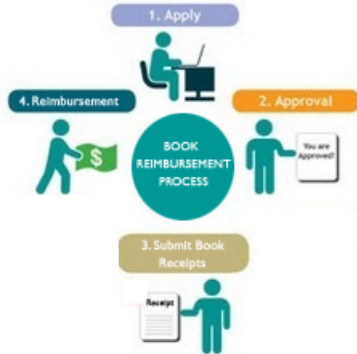 1. Apply
4. Reimbursement
2. Approval
BOOK
REIMBURSEMENT
PROCESS
$
You are
Approved!
3. Submit Book
Receipts
Receipt